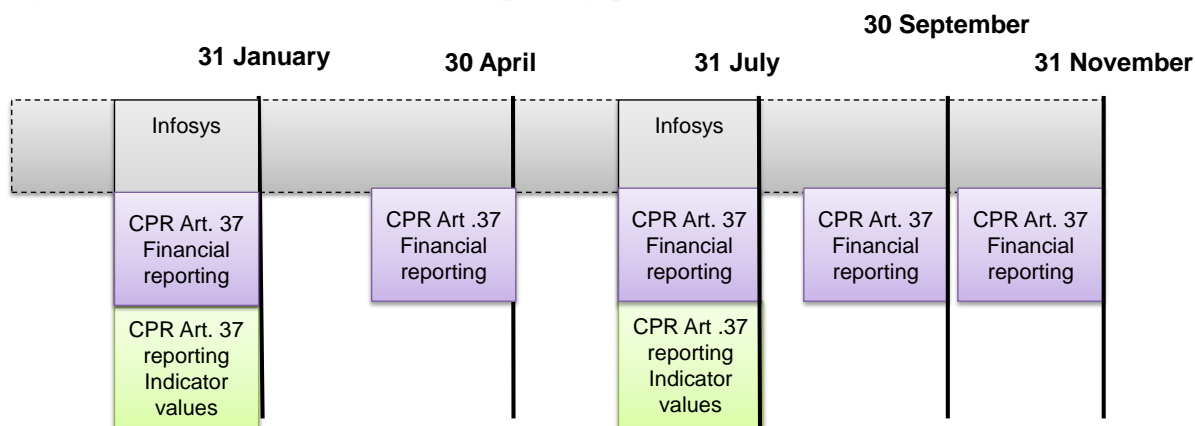 30 September
31 January
30 April
31 July
31 November
Infosys
Infosys
CPR Art. 37
Financial
reporting
CPR Art .37
Financial
reporting
CPR Art. 37
Financial
reporting
CPR Art. 37
Financial
reporting
CPR Art. 37
Financial
reporting
CPR Art. 37
reporting
Indicator
values
CPR Art .37
reporting
Indicator
values